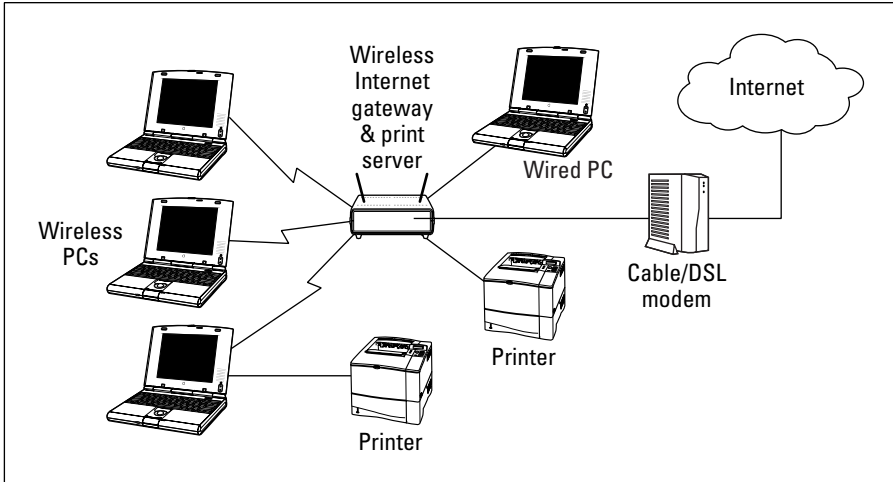 Wireless
Internet
gateway
& print
server
Internet
Wired PC
Wireless
PCs
Cable/DSL
modem
Printer
Printer